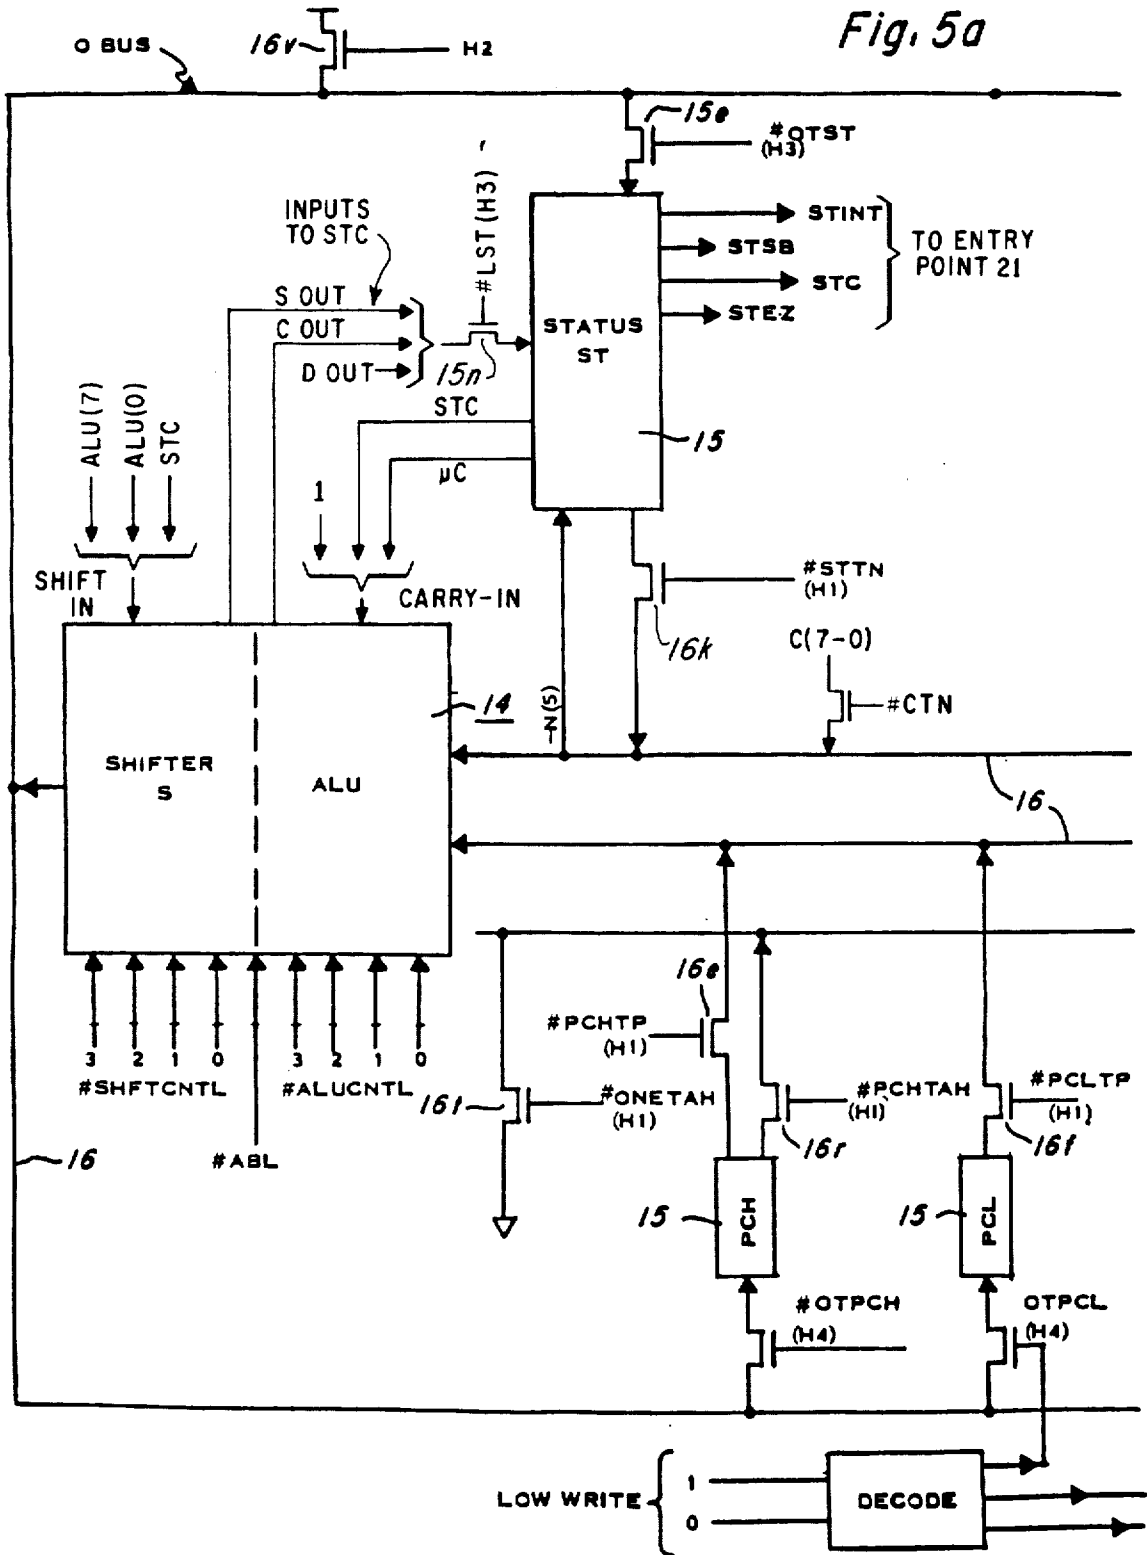 Fig. 5a
O BUS
16v
H2
15e
#OTST
(H3)
INPUTS
TO STC
#LST(H3)
S OUT
C OUT
D OUT
15n
STATUS
ST
STINT
STSB
STC
STEZ
TO ENTRY
POINT 21
STC
μC
15
ALU(7)
ALU(0)
STC
1
SHIFT
IN
CARRY-IN
#STTN
(H1)
16k
C(7-0)
#CTN
N(5)
14
SHIFTER
S
ALU
16
3 2 1 0
#SHFTCNTL
3 2 1 0
#ALUCNTL
#ABL
16
16e
#PCHTP
(H1)
#ONETAH
(H1)
#PCHTAH
(H1)
16r
#PCLTP
(H1)
16f
15
PCH
15
PCL
#OTPCH
(H4)
OTPCL
(H4)
LOW WRITE
1
0
DECODE